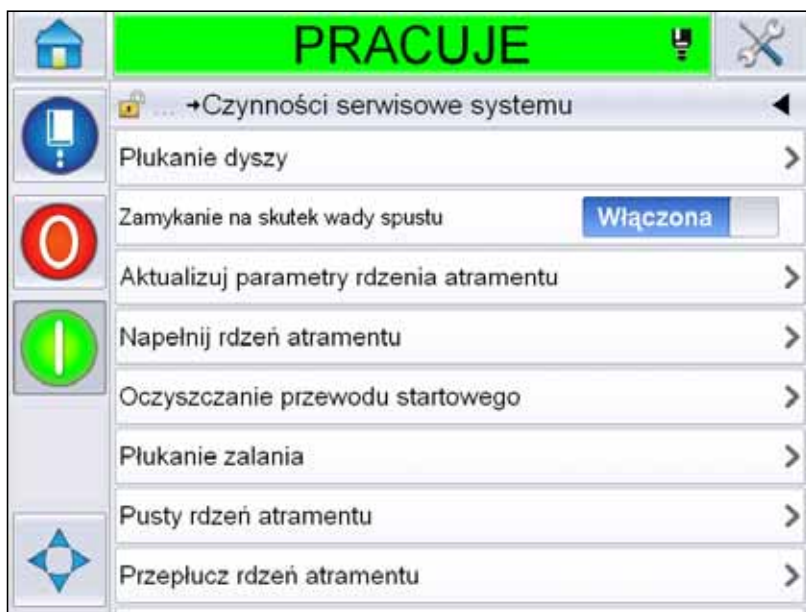 PRACUJE
... →Czynności serwisowe systemu
Płukanie dyszy
Zamykanie na skutek wady spustu Włączona
Aktualizuj parametry rdzenia atramentu
Napełnij rdzeń atramentu
Oczyszczanie przewodu startowego
Płukanie zalania
Pusty rdzeń atramentu
Przepłucz rdzeń atramentu